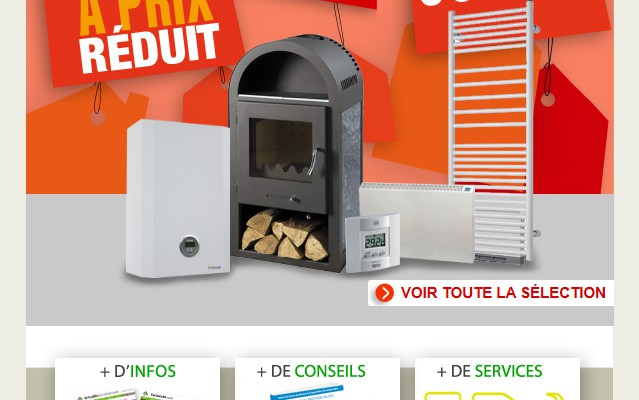 À PRIX
RÉDUIT
29.2
VOIR TOUTE LA SÉLECTION
+ D'INFOS
+ DE CONSEILS
+ DE SERVICES